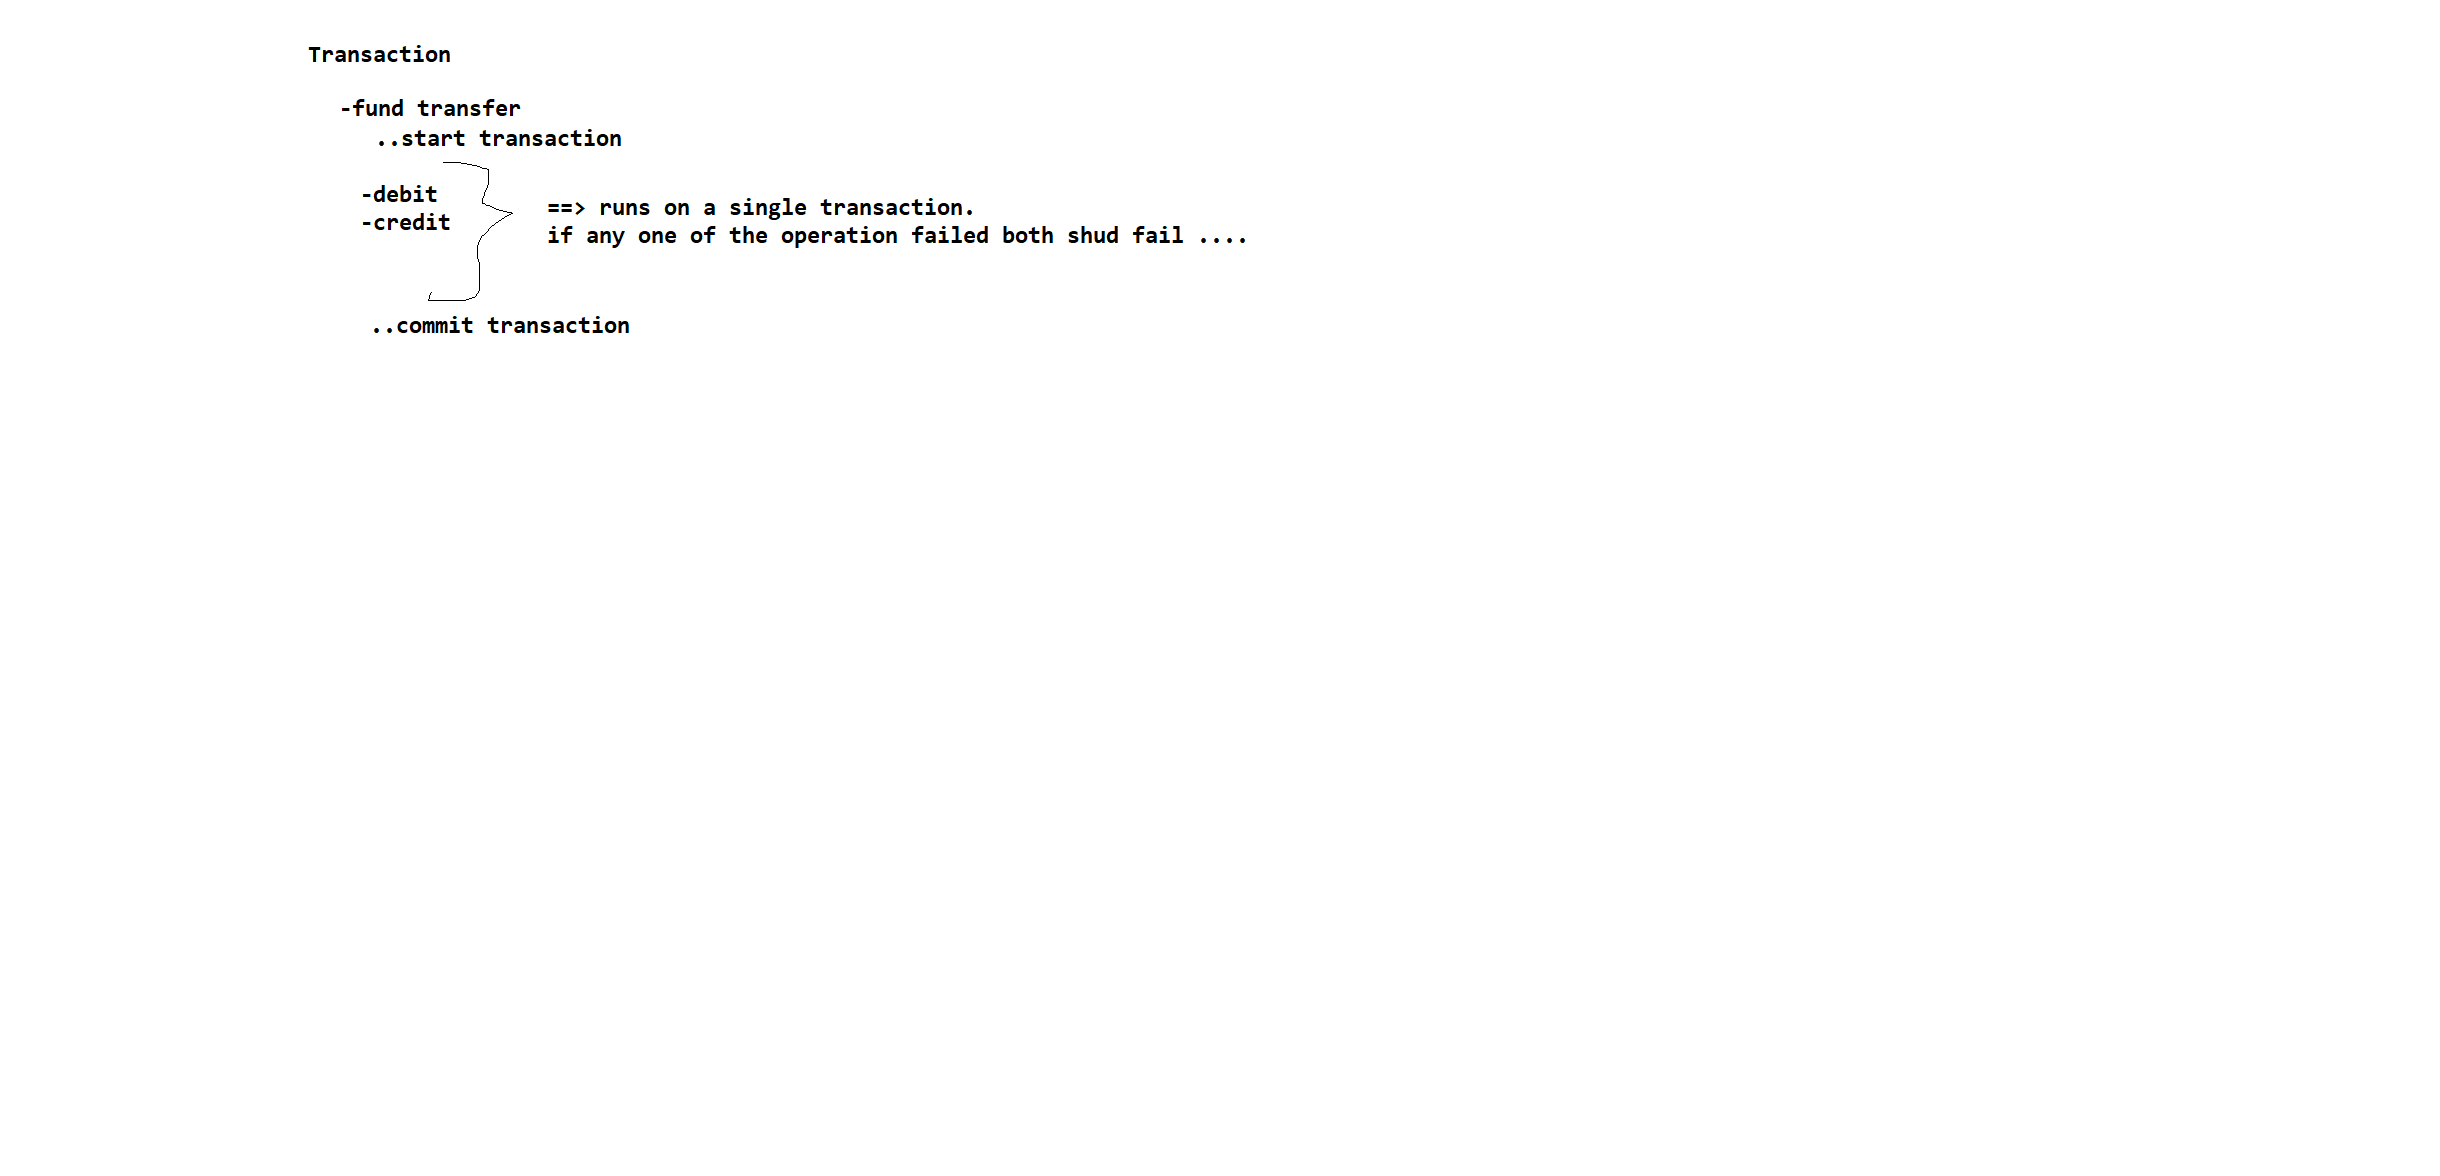 Transaction
-fund transfer
..start transaction
-debit
-credit
==> runs on a single transaction.
if any one of the operation failed both shud fail ....
..commit transaction